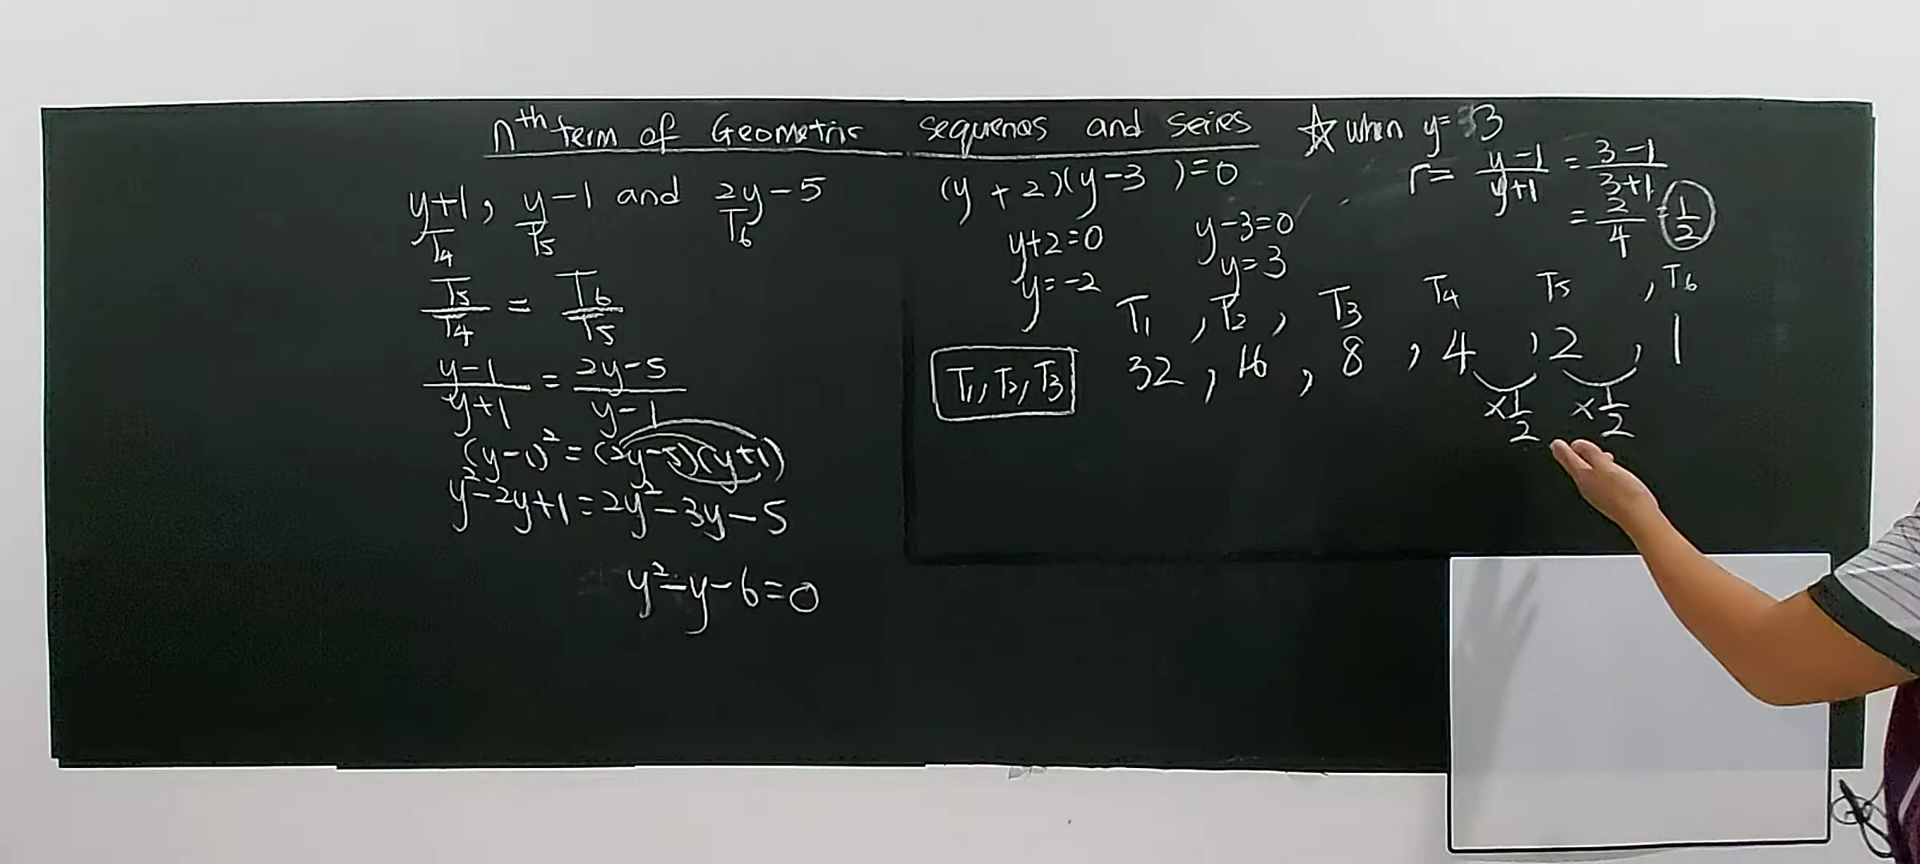 nth term of Geometric sequences and series
y+1, y-1 and 2y-5
T4 T5 T6
T5/T4 = T6/T5
y-1/y+1 = 2y-5/y-1
(y-1)² = (2y-5)(y+1)
y²-2y+1 = 2y²-3y-5
y²-y-6=0
(y+2)(y-3)=0
y+2=0 y-3=0
y=-2 y=3
☆ when y=3
r= y-1/y+1 = 3-1/3+1
= 2/4 = 1/2
T1, T2, T3 T4 T5, T6
T1, T2, T3 32, 16, 8, 4, 2, 1
×1/2 ×1/2